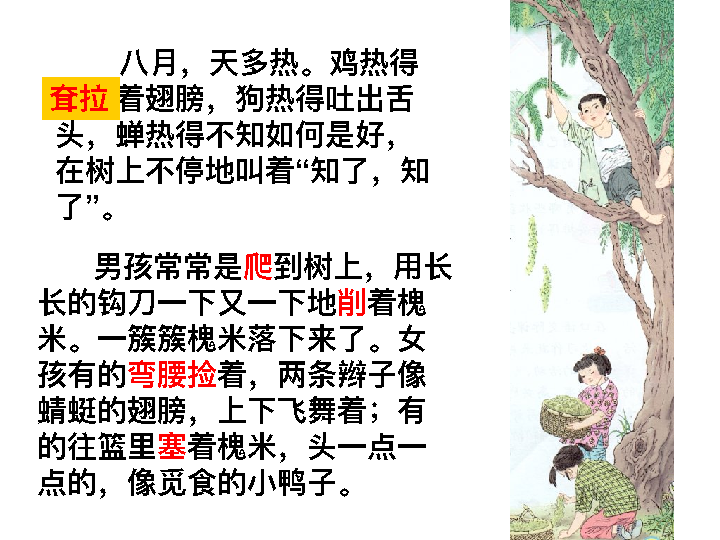 八月，天多热。鸡热得
耷拉着翅膀，狗热得吐出舌
头，蝉热得不知如何是好，
在树上不停地叫着“知了，知
了”。
男孩常常是爬到树上，用长
长的钩刀一下又一下地削着槐
米。一簇簇槐米落下来了。女
孩有的弯腰捡着，两条辫子像
蜻蜓的翅膀，上下飞舞着；有
的往篮里塞着槐米，头一点一
点的，像觅食的小鸭子。